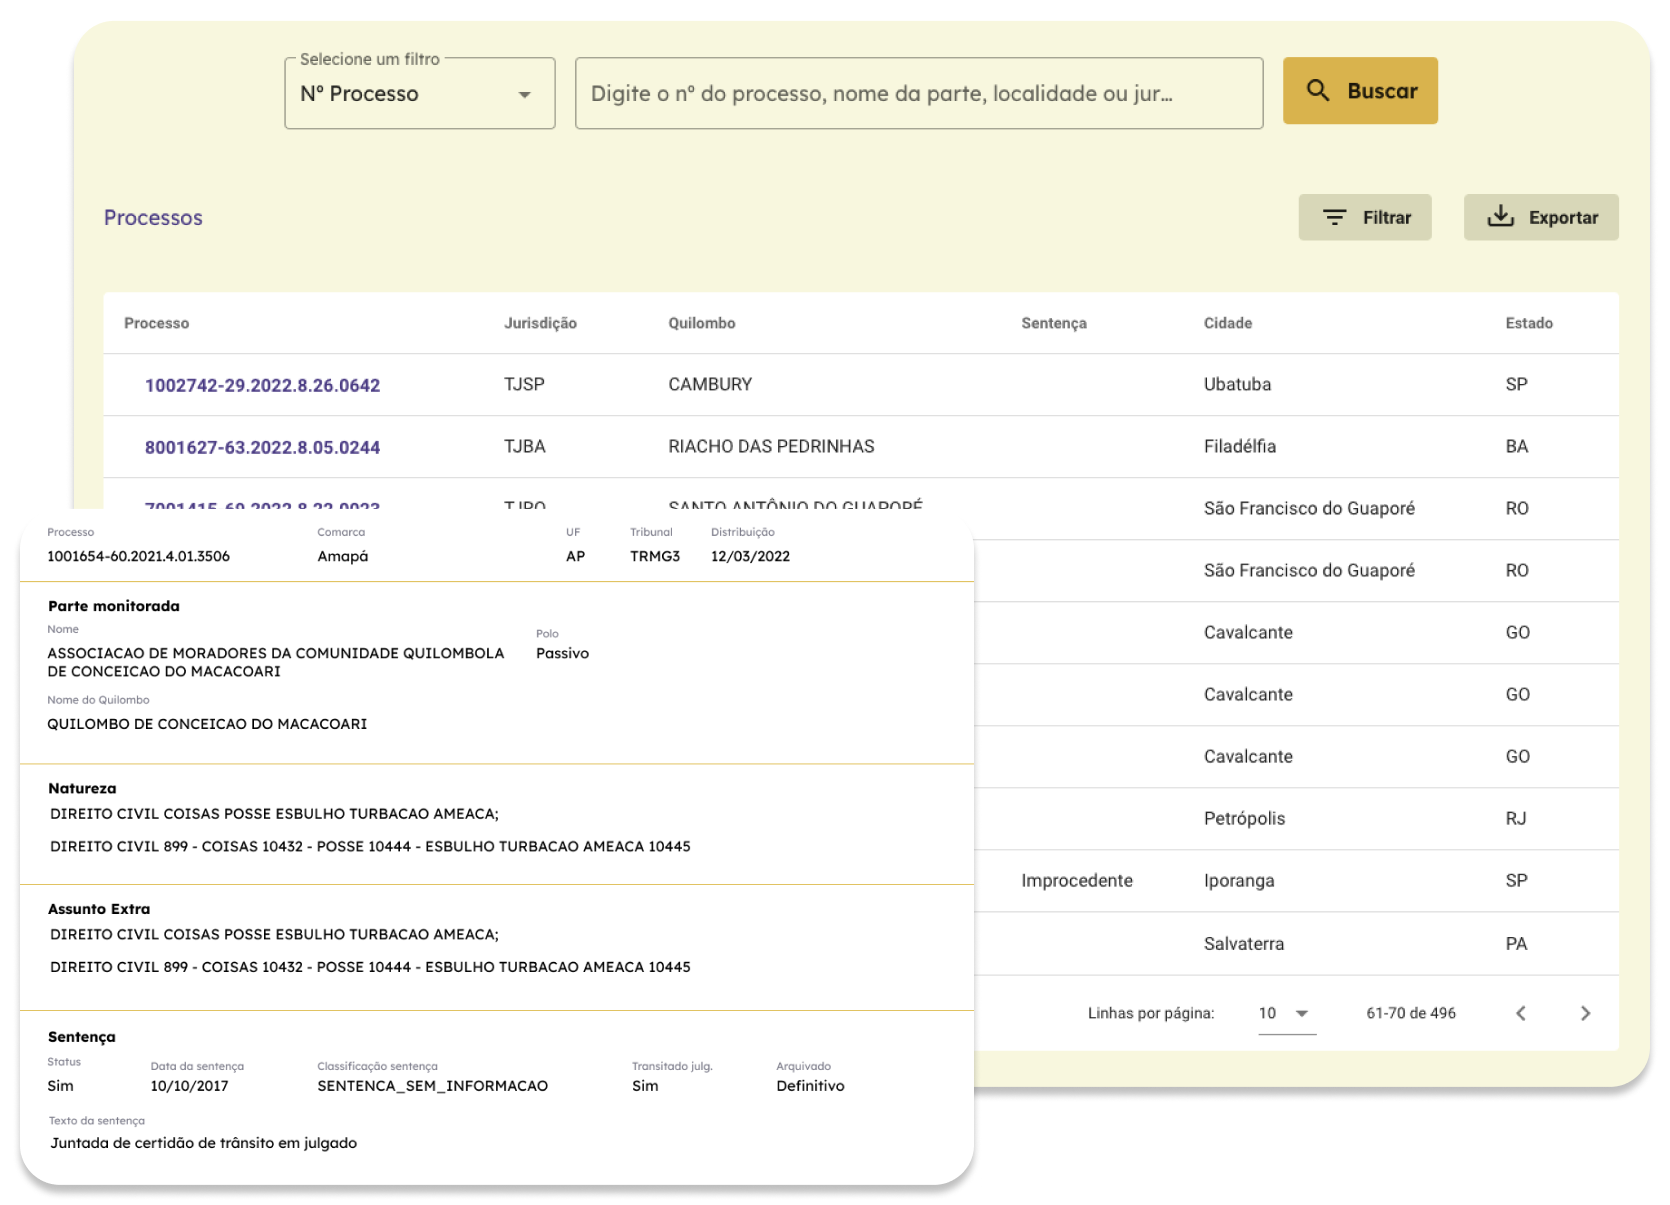 Selecione um filtro
Nº Processo
Digite o nº do processo, nome da parte, localidade ou jur...
Buscar
Processos
Filtrar
Exportar
Processo Jurisdição Quilombo Sentença Cidade Estado
1002742-29.2022.8.26.0642 TJSP CAMBURY Ubatuba SP
8001627-63.2022.8.05.0244 TJBA RIACHO DAS PEDRINHAS Filadélfia BA
7001415-69.2022.8.22.0023 TJRO SANTO ANTÔNIO DO GUAPORÉ São Francisco do Guaporé RO
São Francisco do Guaporé RO
Cavalcante GO
Cavalcante GO
Cavalcante GO
Petrópolis RJ
Improcedente Iporanga SP
Salvaterra PA
Linhas por página: 10 61-70 de 496
Processo Comarca UF Tribunal Distribuição
1001654-60.2021.4.01.3506 Amapá AP TRMG3 12/03/2022
Parte monitorada
Nome Polo
ASSOCIACAO DE MORADORES DA COMUNIDADE QUILOMBOLA Passivo
DE CONCEICAO DO MACACOARI
Nome do Quilombo
QUILOMBO DE CONCEICAO DO MACACOARI
Natureza
DIREITO CIVIL COISAS POSSE ESBULHO TURBACAO AMEACA;
DIREITO CIVIL 899 - COISAS 10432 - POSSE 10444 - ESBULHO TURBACAO AMEACA 10445
Assunto Extra
DIREITO CIVIL COISAS POSSE ESBULHO TURBACAO AMEACA;
DIREITO CIVIL 899 - COISAS 10432 - POSSE 10444 - ESBULHO TURBACAO AMEACA 10445
Sentença
Status Data da sentença Classificação sentença Transitado julg. Arquivado
Sim 10/10/2017 SENTENCA_SEM_INFORMACAO Sim Definitivo
Texto da sentença
Juntada de certidão de trânsito em julgado